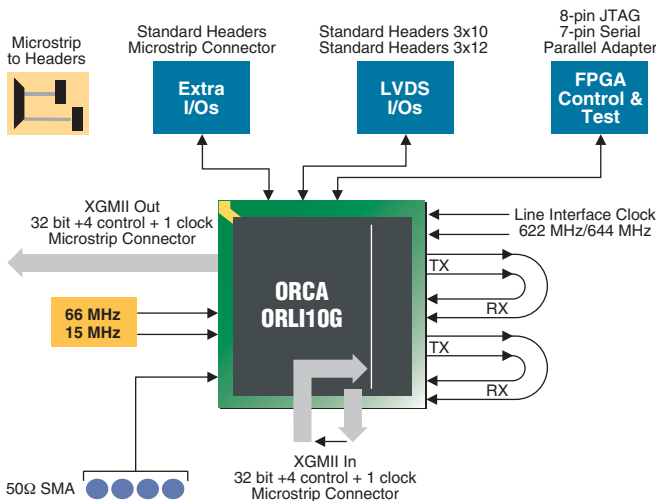 Microstrip
to Headers
Standard Headers
Microstrip Connector
Standard Headers 3x10
Standard Headers 3x12
8-pin JTAG
7-pin Serial
Parallel Adapter
Extra
I/Os
LVDS
I/Os
FPGA
Control &
Test
XGMII Out
32 bit +4 control + 1 clock
Microstrip Connector
Line Interface Clock
622 MHz/644 MHz
TX
RX
TX
RX
ORCA
ORLI10G
66 MHz
15 MHz
50Ω SMA
XGMII In
32 bit +4 control + 1 clock
Microstrip Connector